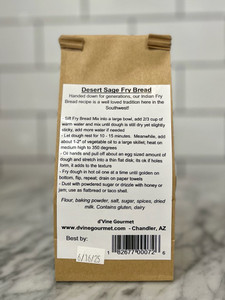 Desert Sage Fry Bread
Handed down for generations, our Indian Fry
Bread recipe is a well loved tradition here in the
Southwest!
Tilt Fry Bread Mix into a large bowl, add 2/3 cup of
warm water and mix until dough is still dry yet slightly
sticky, add more water if needed
- Let dough rest for 10 - 15 minutes. Meanwhile, add
about 1-2" of vegetable oil to a large skillet; heat on
medium high to 350 degrees
- Or hands and pull off about an egg sized amount of
dough and stretch into a thin flat disk; its ok if holes
form, it adds to the texture
- Fry dough in hot oil one at a time until golden on
bottom, flip, repeat; drain on paper towels
- Dust with powdered sugar or drizzle with honey or
jam; use as flatbread or taco shell.
Flour, baking powder, salt, sugar, spices, dried
milk. Contains gluten, dairy
d'Vine Gourmet
www.dvinegourmet.com - Chandler, AZ
Best by:
1 82677 00072 6